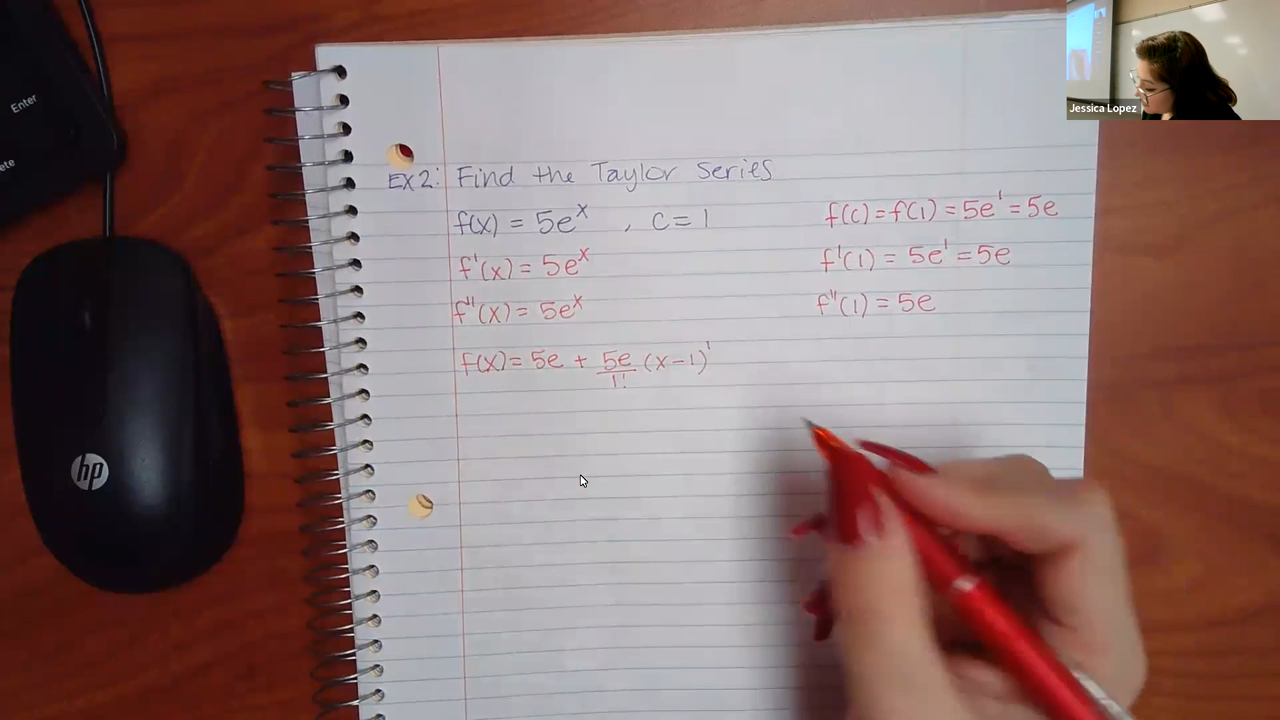 Enter
ete
hp
Jessica Lopez
EX 2: Find the Taylor Series
f(x) = 5e^x , c = 1
f(c) = f(1) = 5e^1 = 5e
f'(x) = 5e^x
f'(1) = 5e^1 = 5e
f''(x) = 5e^x
f''(1) = 5e
f(x) = 5e + 5e/1! (x-1)^1